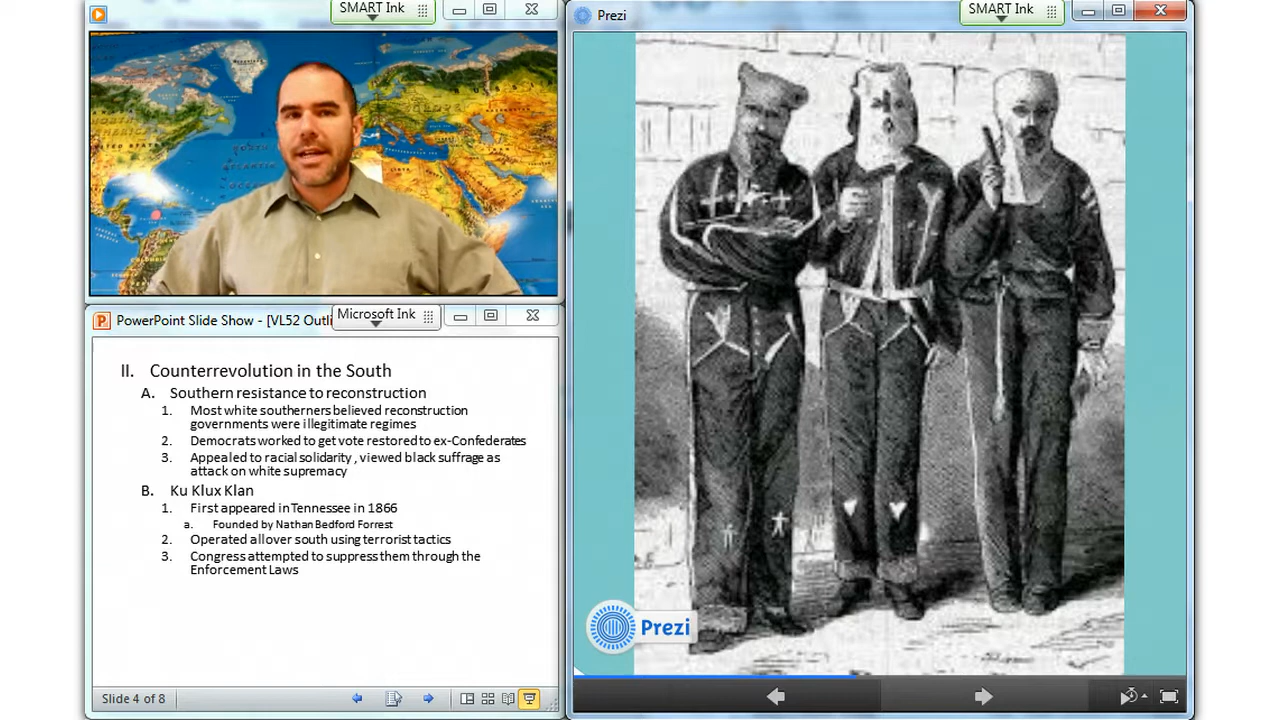 SMART Ink
SMART Ink
Prezi
PowerPoint Slide Show - [VL52 Outli
Microsoft Ink
II. Counterrevolution in the South
A. Southern resistance to reconstruction
1. Most white southerners believed reconstruction
governments were illegitimate regimes
2. Democrats worked to get vote restored to ex-Confederates
3. Appealed to racial solidarity , viewed black suffrage as
attack on white supremacy
B. Ku Klux Klan
1. First appeared in Tennessee in 1866
a. Founded by Nathan Bedford Forrest
2. Operated all over south using terrorist tactics
3. Congress attempted to suppress them through the
Enforcement Laws
Slide 4 of 8
Prezi